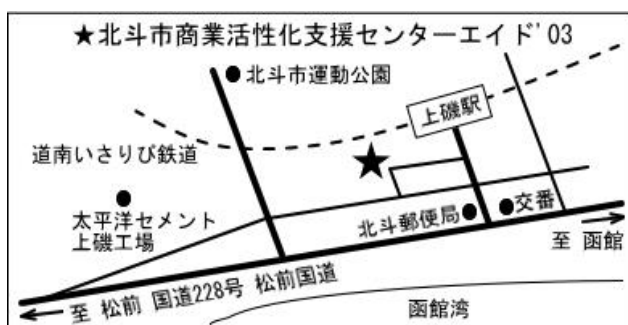 ★北斗市商業活性化支援センターエイド'03
北斗市運動公園
上磯駅
道南いさりび鉄道
太平洋セメント
上磯工場
北斗郵便局
交番
至 函館
至 松前 国道228号 松前国道
函館湾